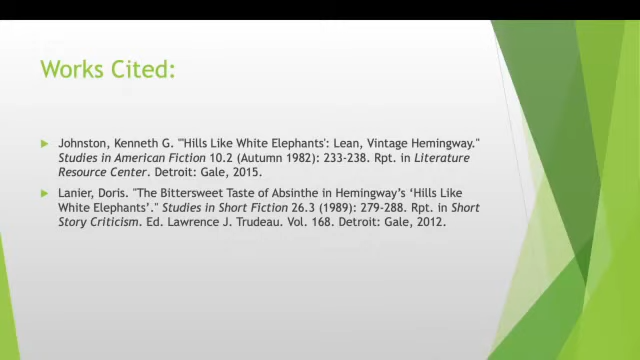 Works Cited:
Johnston, Kenneth G. "'Hills Like White Elephants': Lean, Vintage Hemingway."
Studies in American Fiction 10.2 (Autumn 1982): 233-238. Rpt. in Literature
Resource Center. Detroit: Gale, 2015.
Lanier, Doris. "The Bittersweet Taste of Absinthe in Hemingway's ‘Hills Like
White Elephants’." Studies in Short Fiction 26.3 (1989): 279-288. Rpt. in Short
Story Criticism. Ed. Lawrence J. Trudeau. Vol. 168. Detroit: Gale, 2012.